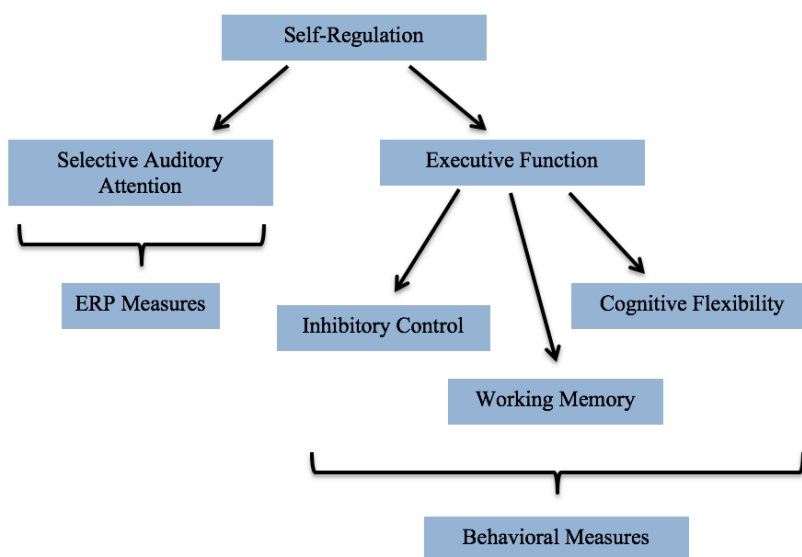 Self-Regulation
Selective Auditory
Attention
Executive Function
ERP Measures
Inhibitory Control
Cognitive Flexibility
Working Memory
Behavioral Measures